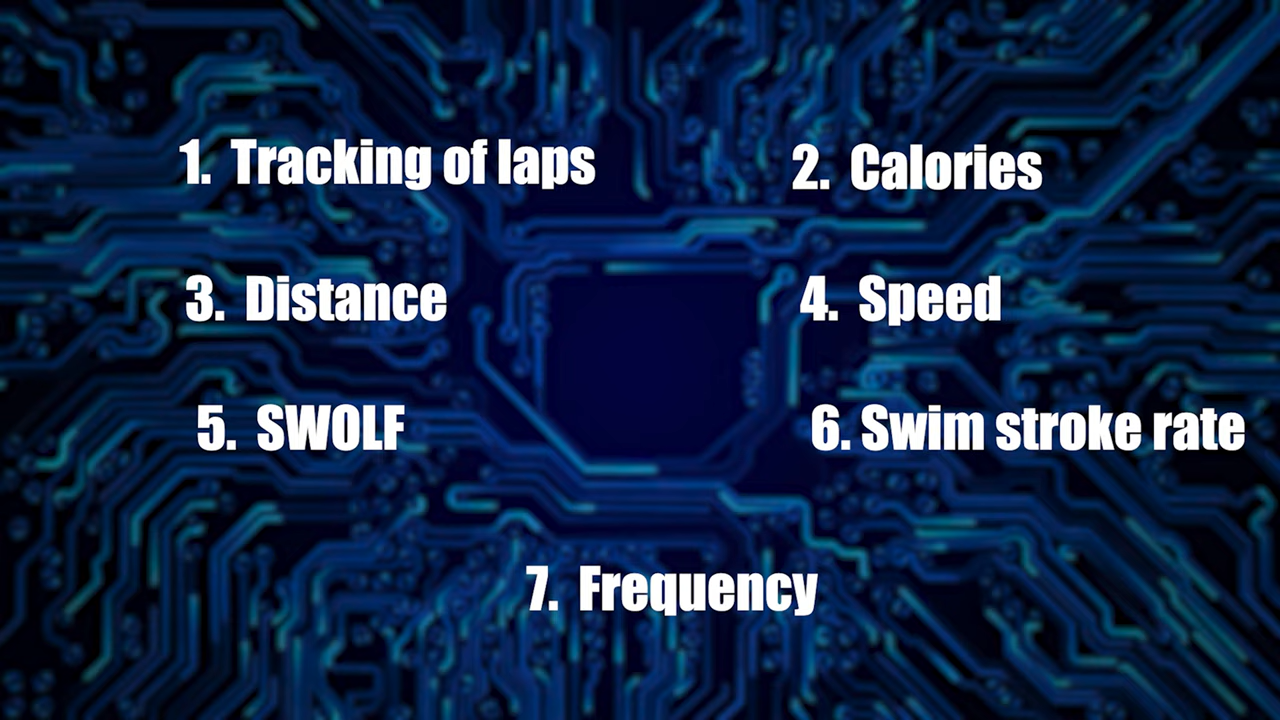 1. Tracking of laps
2. Calories
3. Distance
4. Speed
5. SWOLF
6. Swim stroke rate
7. Frequency